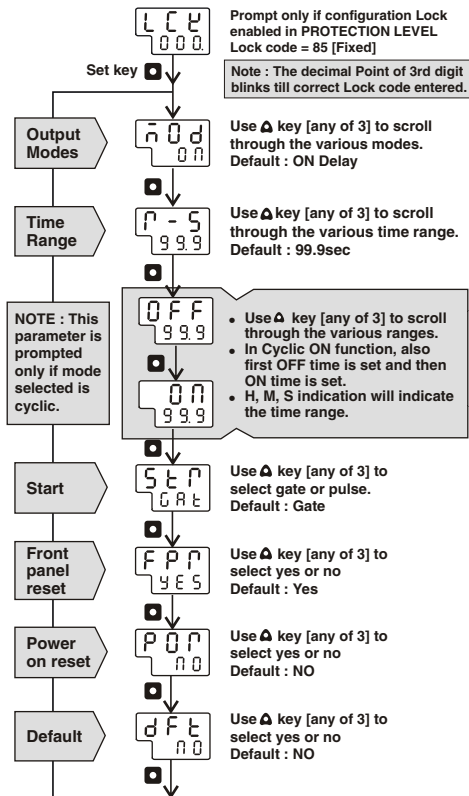 LCK
000.
Prompt only if configuration Lock
enabled in PROTECTION LEVEL
Lock code = 85 [Fixed]
Set key
Note : The decimal Point of 3rd digit
blinks till correct Lock code entered.
Output
Modes
Use key [any of 3] to scroll
through the various modes.
Default : ON Delay
Time
Range
99.9
Use key [any of 3] to scroll
through the various time range.
Default : 99.9sec
NOTE : This
parameter is
prompted
only if mode
selected is
cyclic.
OFF
99.9
ON
99.9
• Use key [any of 3] to scroll
through the various ranges.
• In Cyclic ON function, also
first OFF time is set and then
ON time is set.
• H, M, S indication will indicate
the time range.
Start
GAt
Use key [any of 3] to
select gate or pulse.
Default : Gate
Front
panel
reset
YES
Use key [any of 3] to
select yes or no
Default : Yes
Power
on reset
NO
Use key [any of 3] to
select yes or no
Default : NO
Default
dFt
NO
Use key [any of 3] to
select yes or no
Default : NO